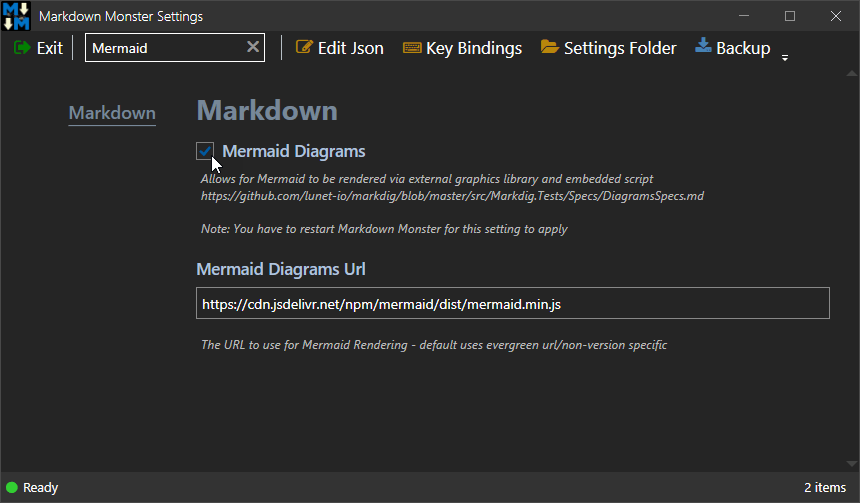 Markdown Monster Settings
Exit Mermaid Edit Json Key Bindings Settings Folder Backup
Markdown
Markdown
Mermaid Diagrams
Allows for Mermaid to be rendered via external graphics library and embedded script
https://github.com/lunet-io/markdig/blob/master/src/Markdig.Tests/Specs/DiagramsSpecs.md
Note: You have to restart Markdown Monster for this setting to apply
Mermaid Diagrams Url
https://cdn.jsdelivr.net/npm/mermaid/dist/mermaid.min.js
The URL to use for Mermaid Rendering - default uses evergreen url/non-version specific
Ready 2 items